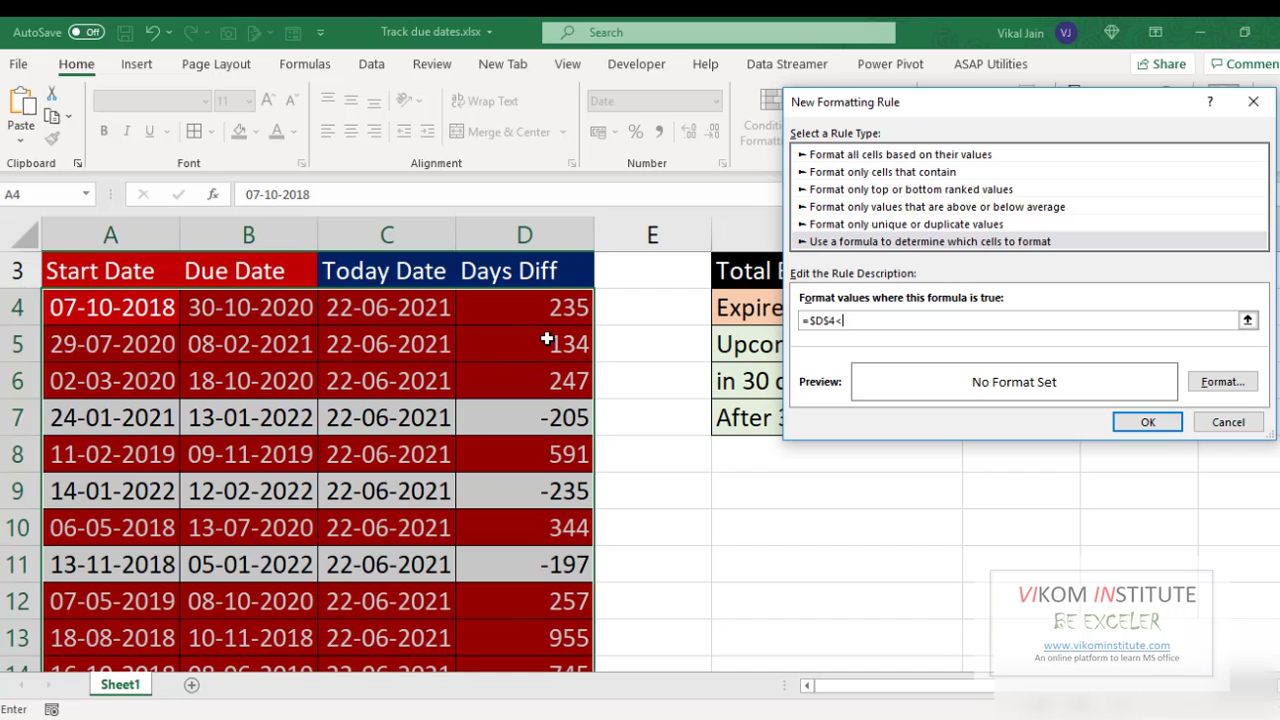 AutoSave Off Track due dates.xlsx Search Vikal Jain VJ
File Home Insert Page Layout Formulas Data Review New Tab View Developer Help Data Streamer Power Pivot ASAP Utilities Share Commen
Paste
11
B I U A
Wrap Text
Merge & Center
Date
% ,
Condi
Formatti
Clipboard Font Alignment Number
A4 fx 07-10-2018
A B C D E
3 Start Date Due Date Today Date Days Diff
4 07-10-2018 30-10-2020 22-06-2021 235
5 29-07-2020 08-02-2021 22-06-2021 134
6 02-03-2020 18-10-2020 22-06-2021 247
7 24-01-2021 13-01-2022 22-06-2021 -205
8 11-02-2019 09-11-2019 22-06-2021 591
9 14-01-2022 12-02-2022 22-06-2021 -235
10 06-05-2018 13-07-2020 22-06-2021 344
11 13-11-2018 05-01-2022 22-06-2021 -197
12 07-05-2019 08-10-2020 22-06-2021 257
13 18-08-2018 10-11-2018 22-06-2021 955
Total E
Expire
Upcor
in 30 d
After 3
New Formatting Rule ? ×
Select a Rule Type:
► Format all cells based on their values
► Format only cells that contain
► Format only top or bottom ranked values
► Format only values that are above or below average
► Format only unique or duplicate values
► Use a formula to determine which cells to format
Edit the Rule Description:
Format values where this formula is true:
=$D$4<
Preview: No Format Set Format...
OK Cancel
VIKOM INSTITUTE
BE EXCELER
www.vikominstitute.com
An online platform to learn MS office
Sheet1
Enter